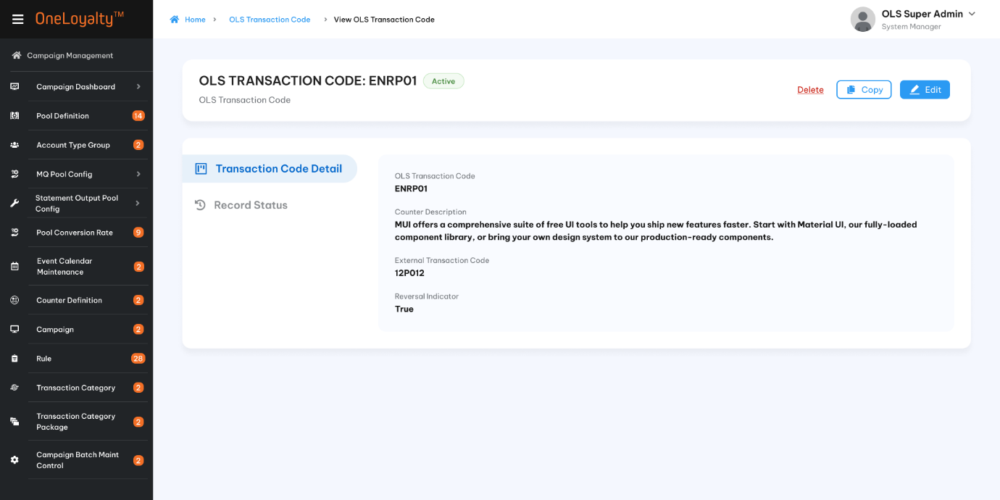 OneLoyalty™
Home
OLS Transaction Code
View OLS Transaction Code
OLS Super Admin
System Manager
Campaign Management
Campaign Dashboard
Pool Definition 14
Account Type Group 2
MQ Pool Config
Statement Output Pool
Config
Pool Conversion Rate 9
Event Calendar
Maintenance 2
Counter Definition 2
Campaign 2
Rule 28
Transaction Category 2
Transaction Category
Package 2
Campaign Batch Maint
Control 2
OLS TRANSACTION CODE: ENRP01 Active
OLS Transaction Code
Delete
Copy
Edit
Transaction Code Detail
Record Status
OLS Transaction Code
ENRP01
Counter Description
MUI offers a comprehensive suite of free UI tools to help you ship new features faster. Start with Material UI, our fully-loaded
component library, or bring your own design system to our production-ready components.
External Transaction Code
12P012
Reversal Indicator
True